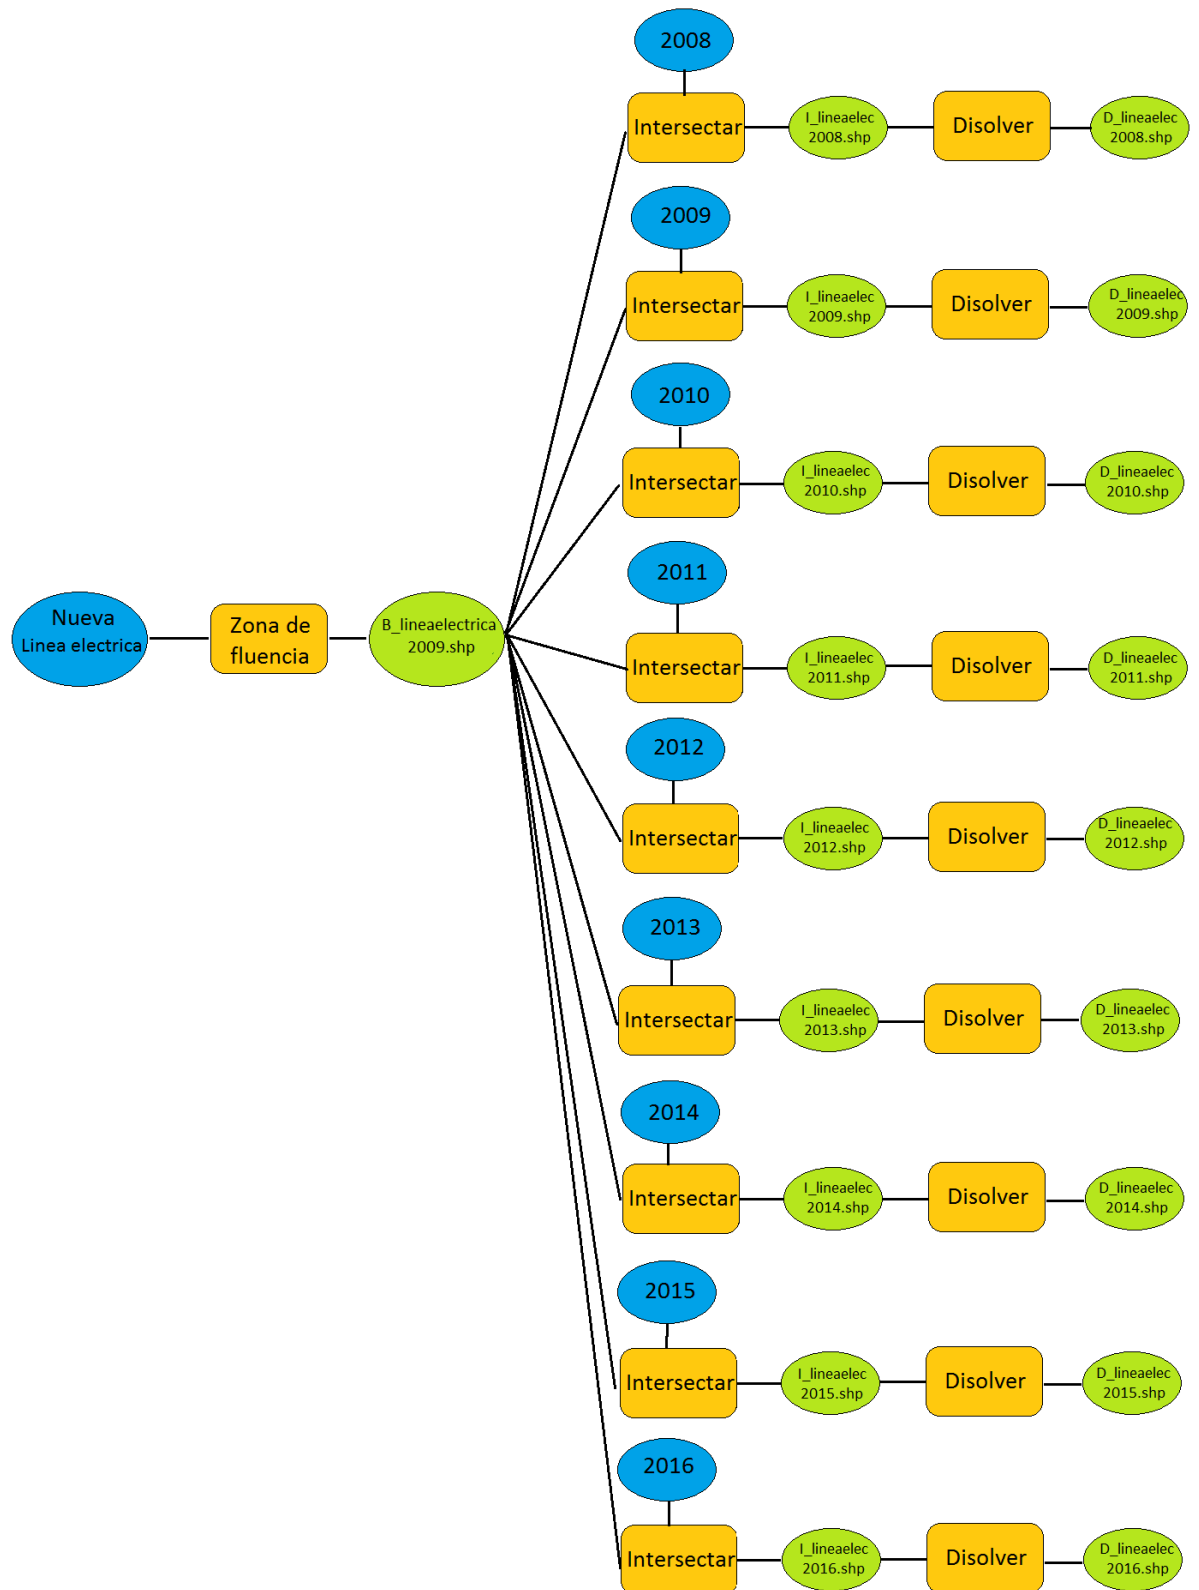 2008
Intersectar
I_lineaelec
2008.shp
Disolver
D_lineaelec
2008.shp
2009
Intersectar
I_lineaelec
2009.shp
Disolver
D_lineaelec
2009.shp
2010
Intersectar
I_lineaelec
2010.shp
Disolver
D_lineaelec
2010.shp
Nueva
Linea electrica
Zona de
fluencia
B_lineaelectrica
2009.shp
2011
Intersectar
I_lineaelec
2011.shp
Disolver
D_lineaelec
2011.shp
2012
Intersectar
I_lineaelec
2012.shp
Disolver
D_lineaelec
2012.shp
2013
Intersectar
I_lineaelec
2013.shp
Disolver
D_lineaelec
2013.shp
2014
Intersectar
I_lineaelec
2014.shp
Disolver
D_lineaelec
2014.shp
2015
Intersectar
I_lineaelec
2015.shp
Disolver
D_lineaelec
2015.shp
2016
Intersectar
I_lineaelec
2016.shp
Disolver
D_lineaelec
2016.shp